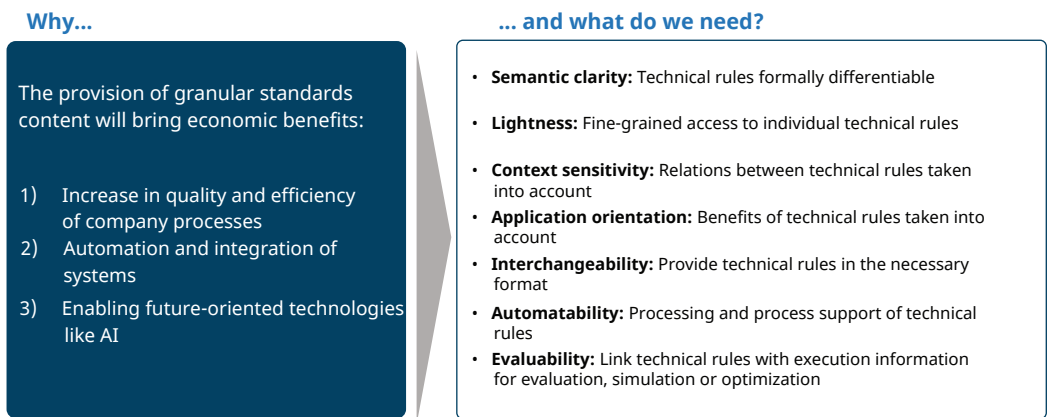 Why...
The provision of granular standards
content will bring economic benefits:
1) Increase in quality and efficiency
of company processes
2) Automation and integration of
systems
3) Enabling future-oriented technologies
like AI
... and what do we need?
• Semantic clarity: Technical rules formally differentiable
• Lightness: Fine-grained access to individual technical rules
• Context sensitivity: Relations between technical rules taken
into account
• Application orientation: Benefits of technical rules taken into
account
• Interchangeability: Provide technical rules in the necessary
format
• Automatability: Processing and process support of technical
rules
• Evaluability: Link technical rules with execution information
for evaluation, simulation or optimization